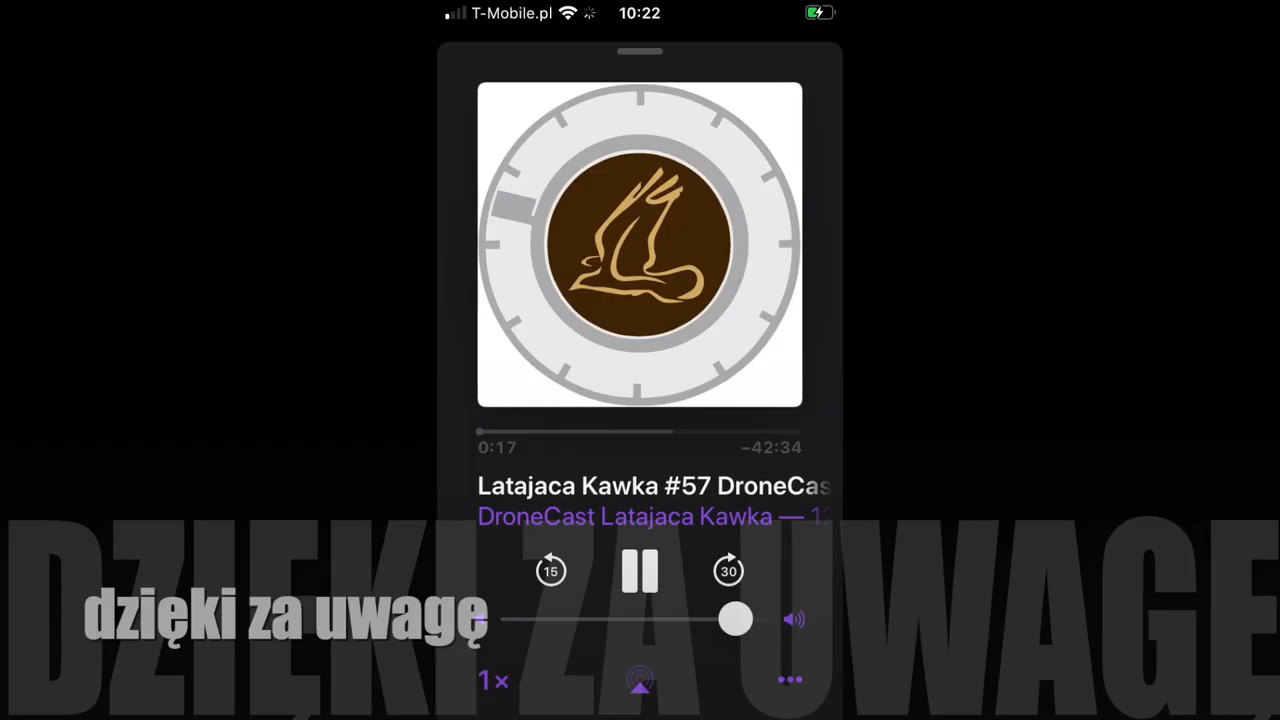 T-Mobile.pl
10:22
0:17
−42:34
Latajaca Kawka #57 DroneCas
DroneCast Latajaca Kawka — 12
15
30
DZIĘKI ZA UWAGĘ
dzięki za uwagę
1×